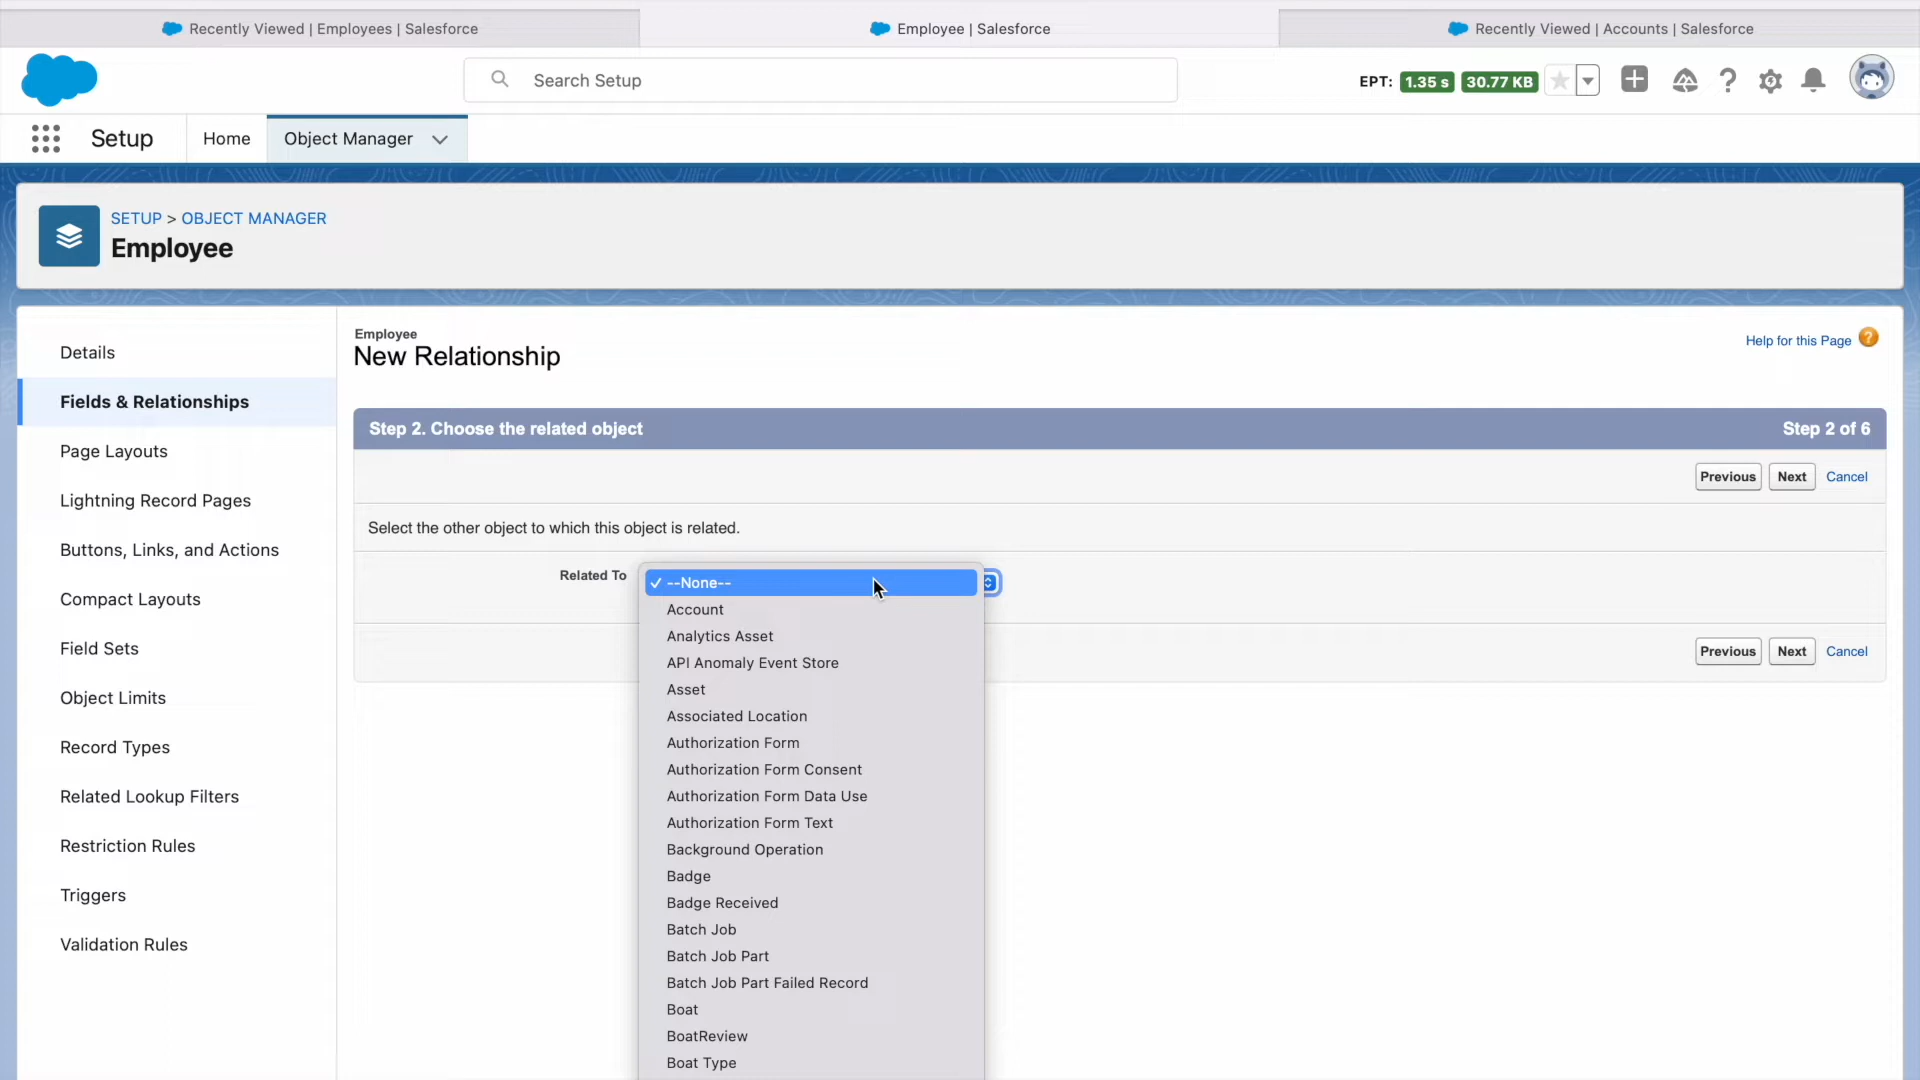 Recently Viewed | Employees | Salesforce
Employee | Salesforce
Recently Viewed | Accounts | Salesforce
Search Setup
EPT: 1.35 s 30.77 KB
Setup
Home
Object Manager
SETUP > OBJECT MANAGER
Employee
Details
Fields & Relationships
Page Layouts
Lightning Record Pages
Buttons, Links, and Actions
Compact Layouts
Field Sets
Object Limits
Record Types
Related Lookup Filters
Restriction Rules
Triggers
Validation Rules
Employee
New Relationship
Help for this Page ?
Step 2. Choose the related object
Step 2 of 6
Previous Next Cancel
Select the other object to which this object is related.
Related To
✓ --None--
Account
Analytics Asset
API Anomaly Event Store
Asset
Associated Location
Authorization Form
Authorization Form Consent
Authorization Form Data Use
Authorization Form Text
Background Operation
Badge
Badge Received
Batch Job
Batch Job Part
Batch Job Part Failed Record
Boat
BoatReview
Boat Type
Previous Next Cancel